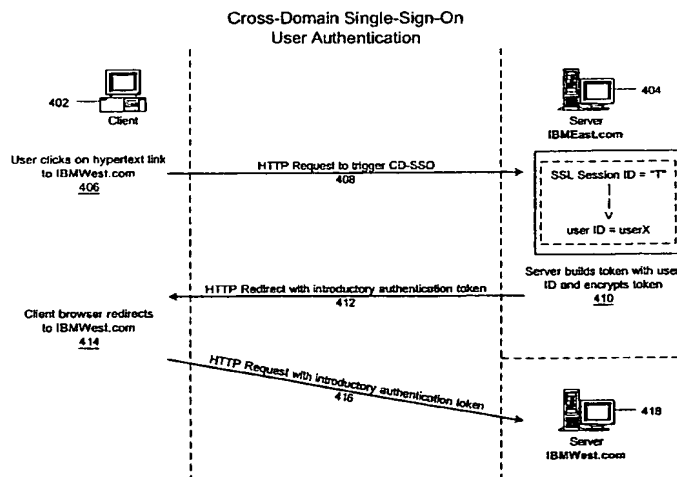 Cross-Domain Single-Sign-On
User Authentication
402
Client
404
Server
IBMEast.com
User clicks on hypertext link
to IBMWest.com
406
HTTP Request to trigger CD-SSO
408
SSL Session ID = "1"
user ID = userX
Server builds token with user
ID and encrypts token
410
HTTP Redirect with introductory authentication token
412
Client browser redirects
to IBMWest.com
414
HTTP Request with introductory authentication token
416
418
Server
IBMWest.com